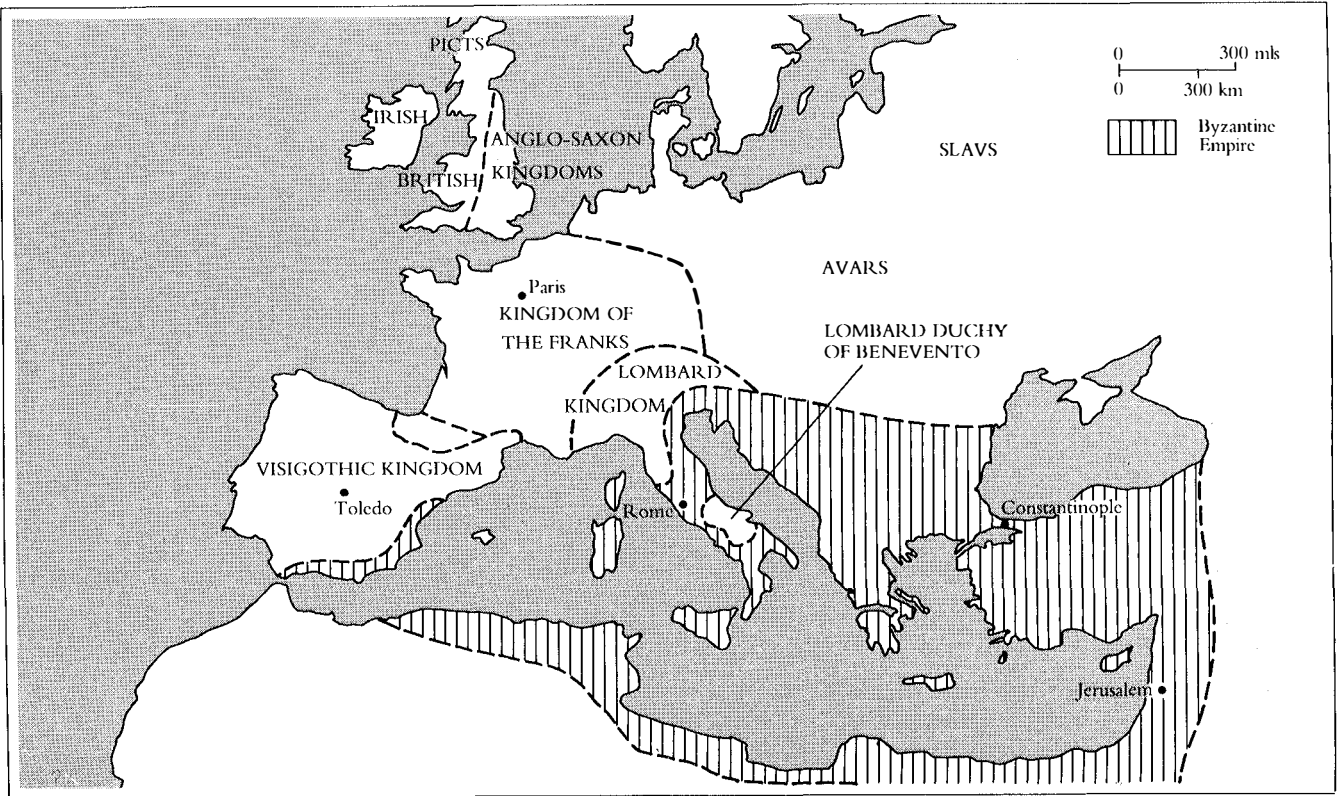 PICTS
0 300 mls
0 300 km
Byzantine
Empire
IRISH
ANGLO-SAXON
KINGDOMS
BRITISH
SLAVS
AVARS
Paris
KINGDOM OF
THE FRANKS
LOMBARD DUCHY
OF BENEVENTO
LOMBARD
KINGDOM
VISIGOTHIC KINGDOM
Toledo
Rome
Constantinople
Jerusalem